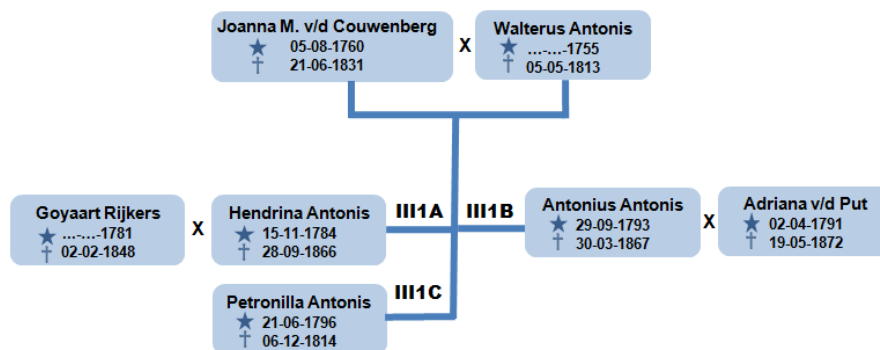 Joanna M. v/d Couwenberg
05-08-1760
21-06-1831
X
Walterus Antonis
...-...-1755
05-05-1813
Goyaart Rijkers
...-...-1781
02-02-1848
X
Hendrina Antonis
15-11-1784
28-09-1866
III1A
III1B
Antonius Antonis
29-09-1793
30-03-1867
X
Adriana v/d Put
02-04-1791
19-05-1872
Petronilla Antonis
21-06-1796
06-12-1814
III1C